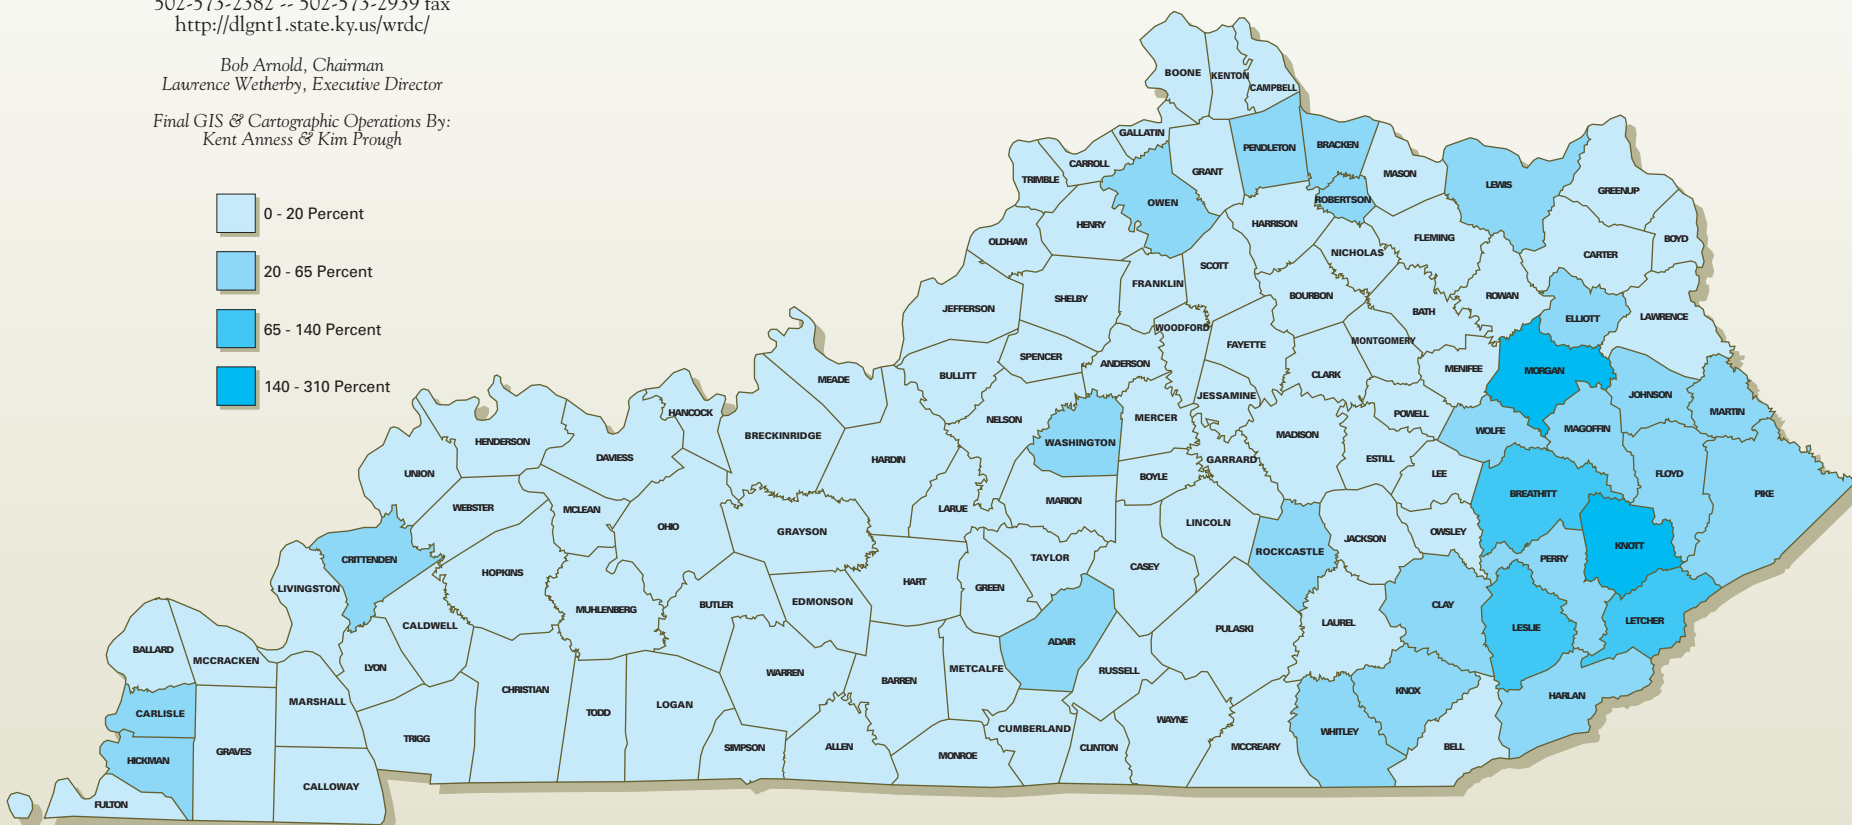 502-573-2382 -- 502-573-2939 fax
http://dlgnt1.state.ky.us/wrdc/
Bob Arnold, Chairman
Lawrence Wetherby, Executive Director
Final GIS & Cartographic Operations By:
Kent Anness & Kim Prough
0 - 20 Percent
20 - 65 Percent
65 - 140 Percent
140 - 310 Percent
BOONE
KENTON
CAMPBELL
GALLATIN
CARROLL
TRIMBLE
GRANT
PENDLETON
BRACKEN
MASON
LEWIS
GREENUP
OWEN
ROBERTSON
HENRY
OLDHAM
HARRISON
FLEMING
NICHOLAS
BOYD
CARTER
SCOTT
FRANKLIN
SHELBY
JEFFERSON
BOURBON
BATH
ROWAN
ELLIOTT
LAWRENCE
WOODFORD
FAYETTE
MONTGOMERY
SPENCER
ANDERSON
BULLITT
MEADE
CLARK
MENIFEE
MORGAN
JESSAMINE
JOHNSON
MARTIN
HANCOCK
BRECKINRIDGE
NELSON
MERCER
POWELL
WOLFE
MAGOFFIN
HENDERSON
DAVIESS
WASHINGTON
MADISON
UNION
HARDIN
GARRARD
ESTILL
LEE
FLOYD
BOYLE
BREATHITT
PIKE
WEBSTER
MCLEAN
LARUE
MARION
OHIO
GRAYSON
LINCOLN
JACKSON
OWSLEY
KNOTT
CRITTENDEN
ROCKCASTLE
PERRY
TAYLOR
CASEY
HOPKINS
HART
GREEN
LIVINGSTON
MUHLENBERG
BUTLER
EDMONSON
CLAY
CALDWELL
LAUREL
PULASKI
LESLIE
LETCHER
ADAIR
BALLARD
MCCRACKEN
LYON
WARREN
BARREN
METCALFE
RUSSELL
CHRISTIAN
KNOX
HARLAN
MARSHALL
LOGAN
TODD
CARLISLE
WAYNE
CUMBERLAND
WHITLEY
TRIGG
SIMPSON
ALLEN
CLINTON
MCCREARY
BELL
GRAVES
MONROE
HICKMAN
CALLOWAY
FULTON